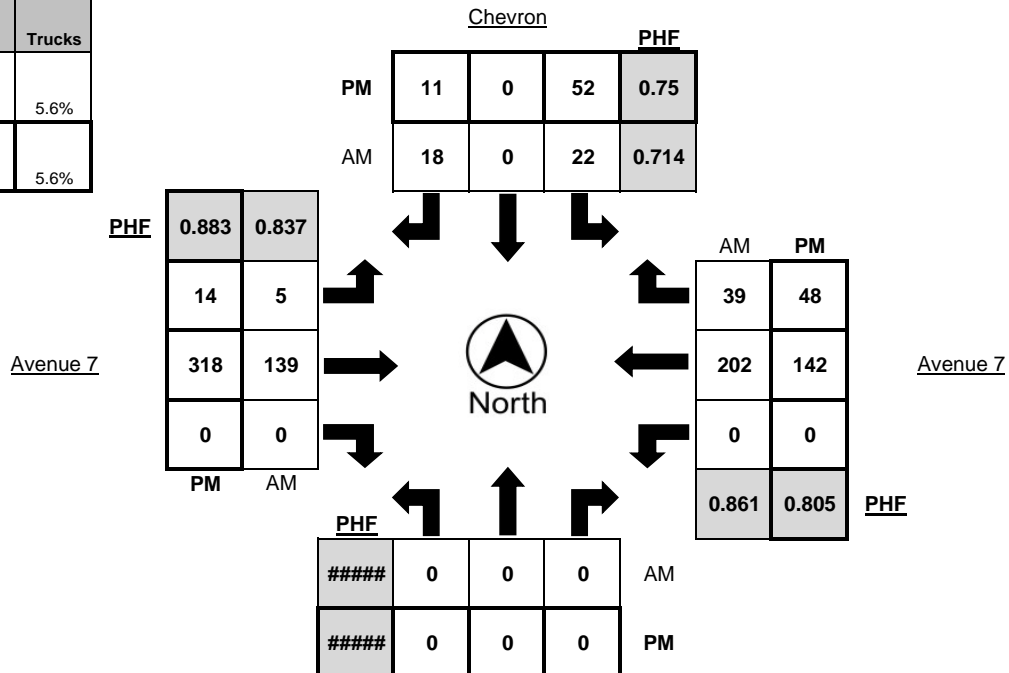 Chevron
Trucks
PHF
PM 11 0 52 0.75
5.6%
AM 18 0 22 0.714
5.6%
PHF 0.883 0.837
AM PM
14 5
39 48
Avenue 7 318 139
North
202 142 Avenue 7
0 0
0 0
PM AM
0.861 0.805 PHF
PHF
##### 0 0 0 AM
##### 0 0 0 PM